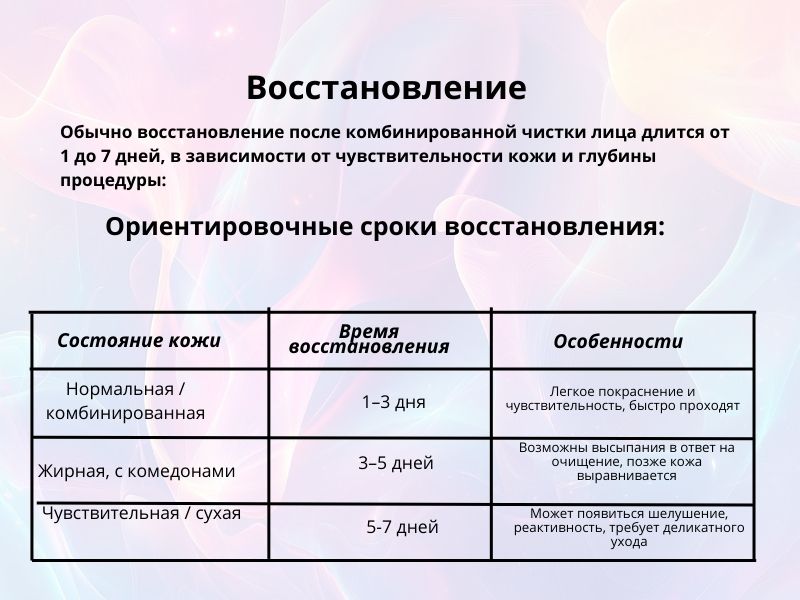 Восстановление
Обычно восстановление после комбинированной чистки лица длится от
1 до 7 дней, в зависимости от чувствительности кожи и глубины
процедуры:
Ориентировочные сроки восстановления:
Состояние кожи
Время
восстановления
Особенности
Нормальная /
комбинированная
1–3 дня
Легкое покраснение и
чувствительность, быстро проходят
Жирная, с комедонами
3–5 дней
Возможны высыпания в ответ на
очищение, позже кожа
выравнивается
Чувствительная / сухая
5-7 дней
Может появиться шелушение,
реактивность, требует деликатного
ухода